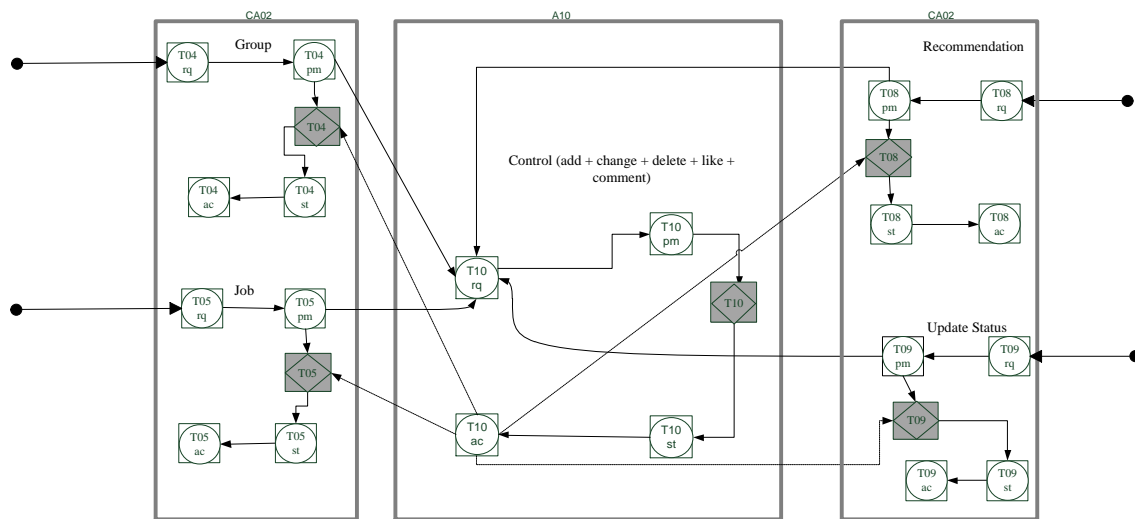 CA02
A10
CA02
Group
T04
rq
T04
pm
T04
T04
ac
T04
st
Job
T05
rq
T05
pm
T05
T05
ac
T05
st
Control (add + change + delete + like +
comment)
T10
rq
T10
pm
T10
T10
ac
T10
st
Recommendation
T08
pm
T08
rq
T08
T08
st
T08
ac
Update Status
T09
pm
T09
rq
T09
T09
ac
T09
st